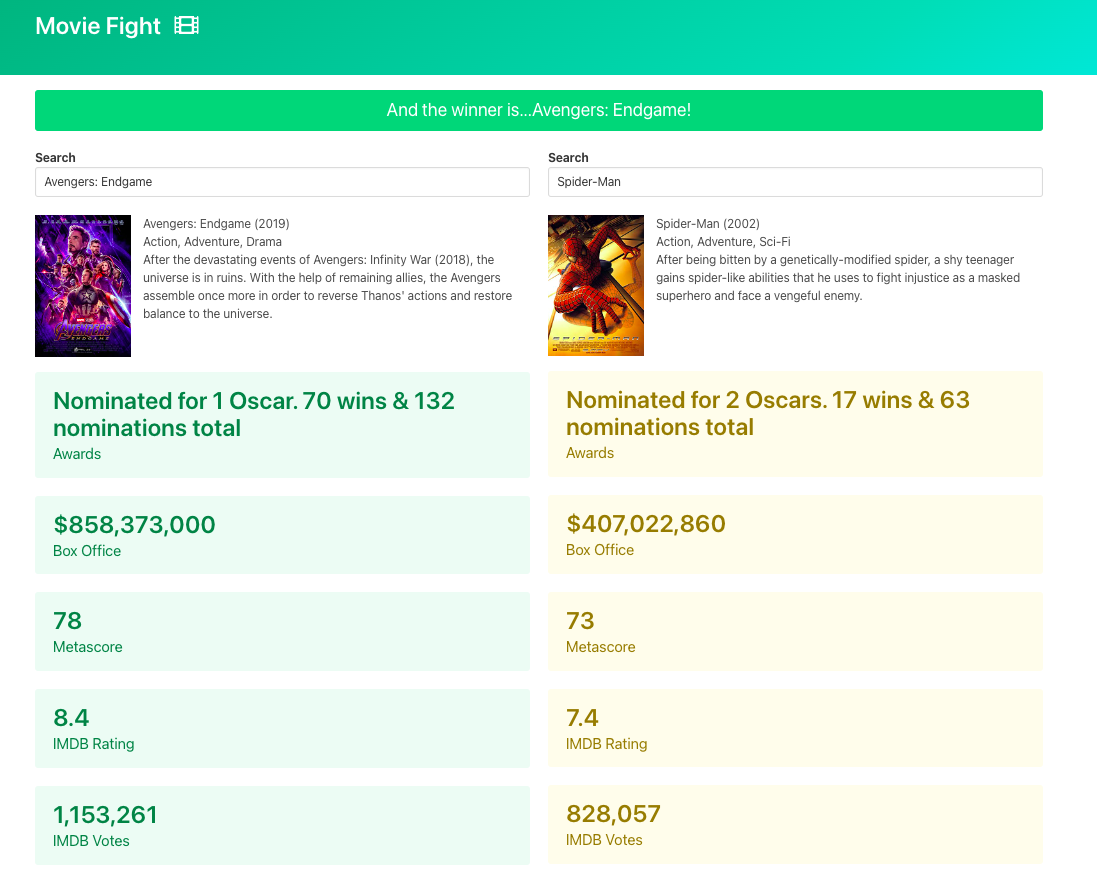 Movie Fight
And the winner is...Avengers: Endgame!
Search
Avengers: Endgame
Avengers: Endgame (2019)
Action, Adventure, Drama
After the devastating events of Avengers: Infinity War (2018), the
universe is in ruins. With the help of remaining allies, the Avengers
assemble once more in order to reverse Thanos' actions and restore
balance to the universe.
AVENGERS
ENDGAME
Nominated for 1 Oscar. 70 wins & 132
nominations total
Awards
$858,373,000
Box Office
78
Metascore
8.4
IMDB Rating
1,153,261
IMDB Votes
Search
Spider-Man
Spider-Man (2002)
Action, Adventure, Sci-Fi
After being bitten by a genetically-modified spider, a shy teenager
gains spider-like abilities that he uses to fight injustice as a masked
superhero and face a vengeful enemy.
Nominated for 2 Oscars. 17 wins & 63
nominations total
Awards
$407,022,860
Box Office
73
Metascore
7.4
IMDB Rating
828,057
IMDB Votes